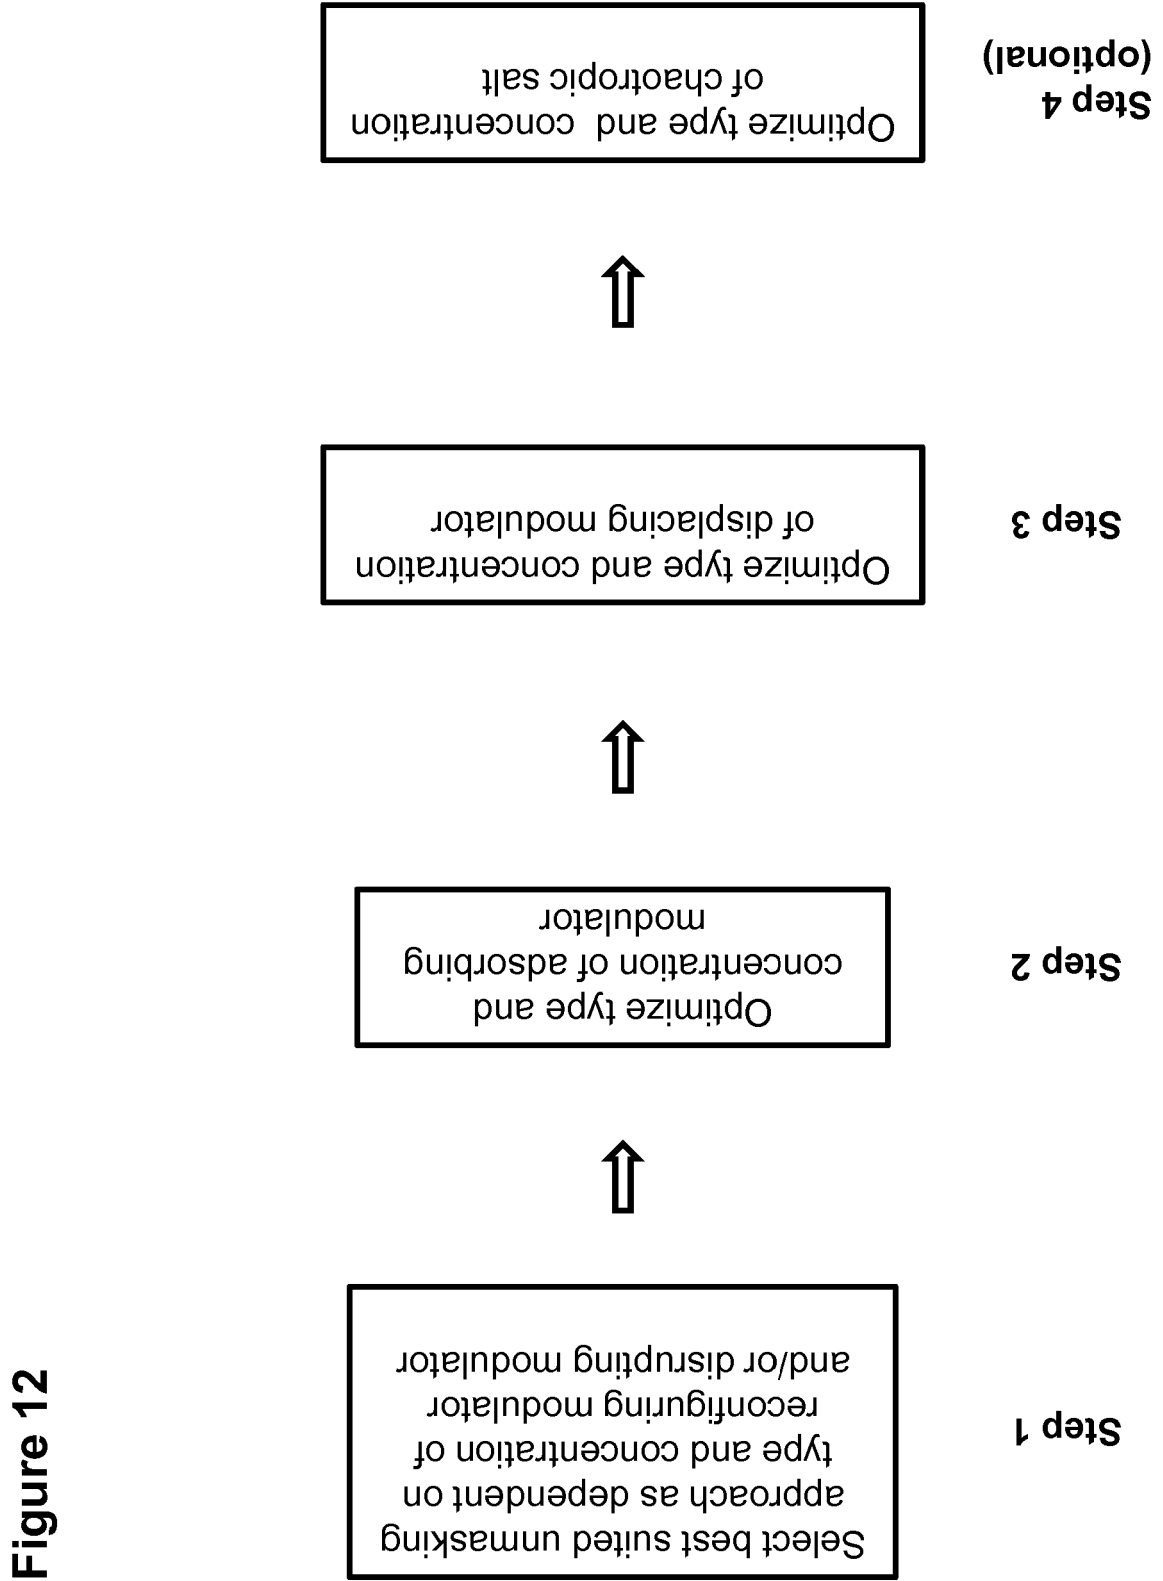 Figure 12
Step 1
Select best suited unmasking
approach as dependent on
type and concentration of
reconfiguring modulator
and/or disrupting modulator
Step 2
Optimize type and
concentration of adsorbing
modulator
Step 3
Optimize type and concentration
of displacing modulator
Step 4
(optional)
Optimize type and  concentration
of chaotropic salt